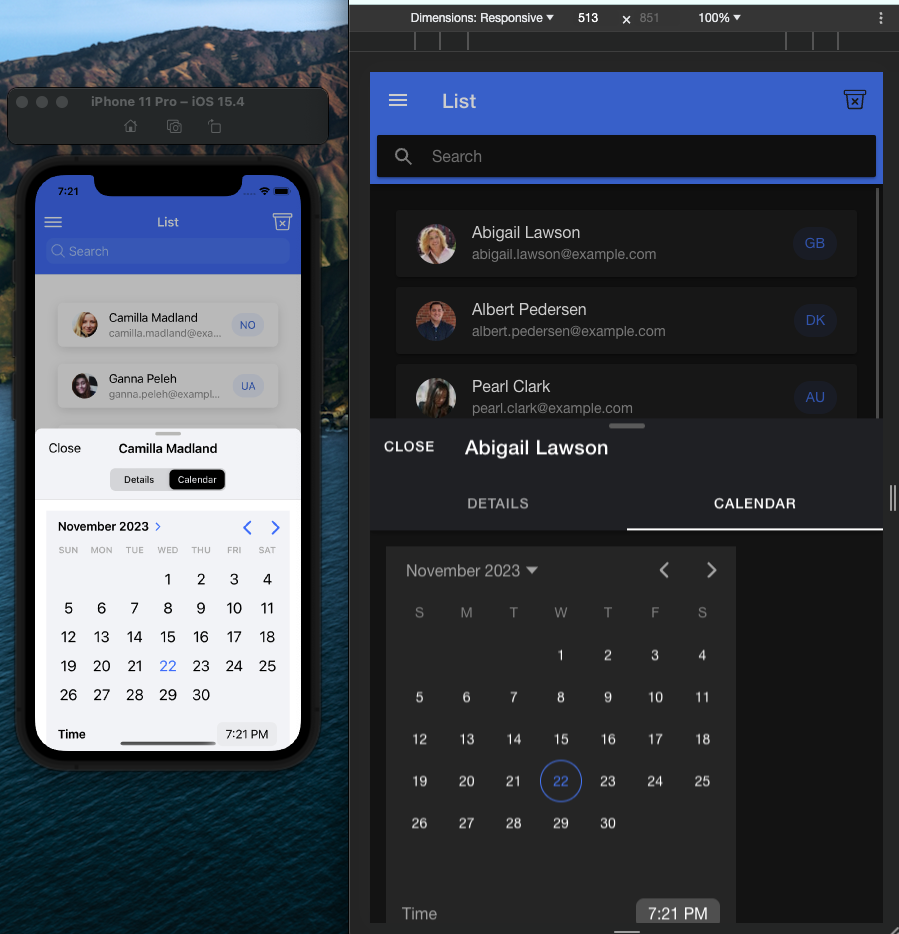 iPhone 11 Pro – iOS 15.4
7:21
List
Search
Camilla Madland
camilla.madland@exa...
NO
Ganna Peleh
ganna.peleh@exampl...
UA
Close
Camilla Madland
Details
Calendar
November 2023
SUN MON TUE WED THU FRI SAT
1 2 3 4
5 6 7 8 9 10 11
12 13 14 15 16 17 18
19 20 21 22 23 24 25
26 27 28 29 30
Time
7:21 PM
Dimensions: Responsive
513
x
851
100%
List
Search
Abigail Lawson
abigail.lawson@example.com
GB
Albert Pedersen
albert.pedersen@example.com
DK
Pearl Clark
pearl.clark@example.com
AU
CLOSE
Abigail Lawson
DETAILS
CALENDAR
November 2023
S M T W T F S
1 2 3 4
5 6 7 8 9 10 11
12 13 14 15 16 17 18
19 20 21 22 23 24 25
26 27 28 29 30
Time
7:21 PM